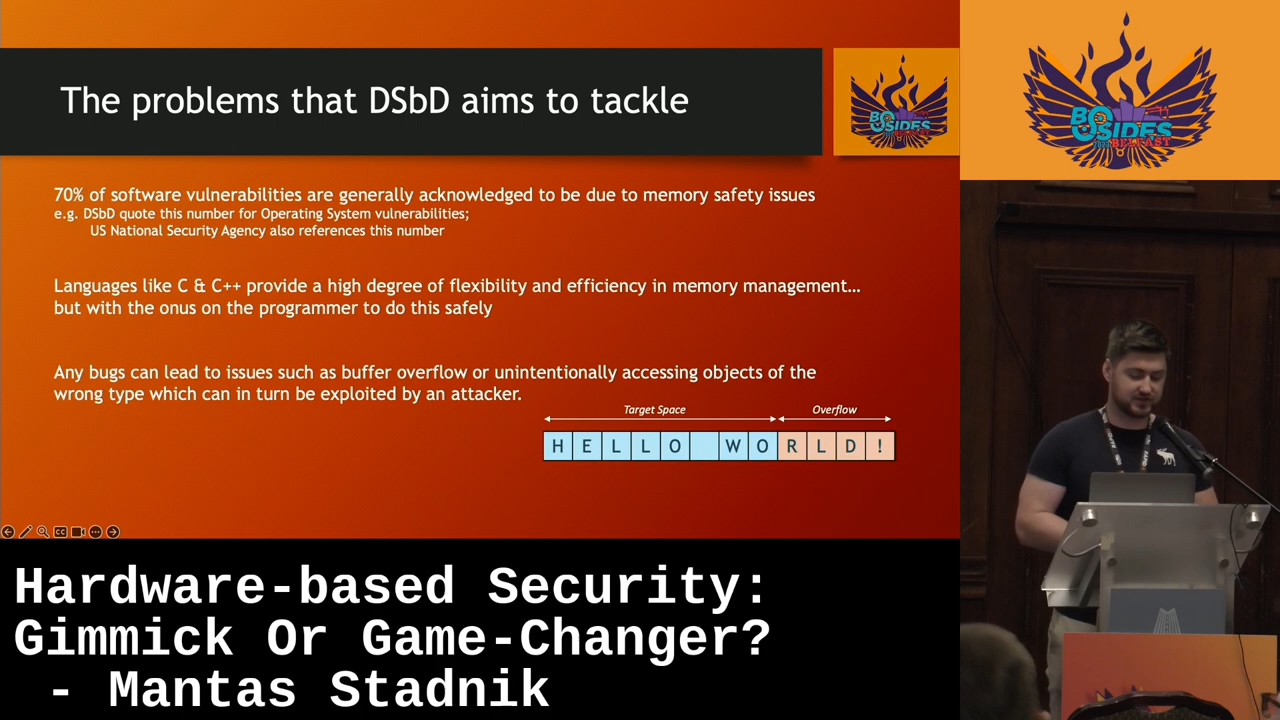 The problems that DSbD aims to tackle
70% of software vulnerabilities are generally acknowledged to be due to memory safety issues
e.g. DSbD quote this number for Operating System vulnerabilities;
US National Security Agency also references this number
Languages like C & C++ provide a high degree of flexibility and efficiency in memory management…
but with the onus on the programmer to do this safely
Any bugs can lead to issues such as buffer overflow or unintentionally accessing objects of the
wrong type which can in turn be exploited by an attacker.
Target Space Overflow
H E L L O W O R L D !
BSIDES
BELFAST
BSIDES
BELFAST
Hardware-based Security:
Gimmick Or Game-Changer?
- Mantas Stadnik